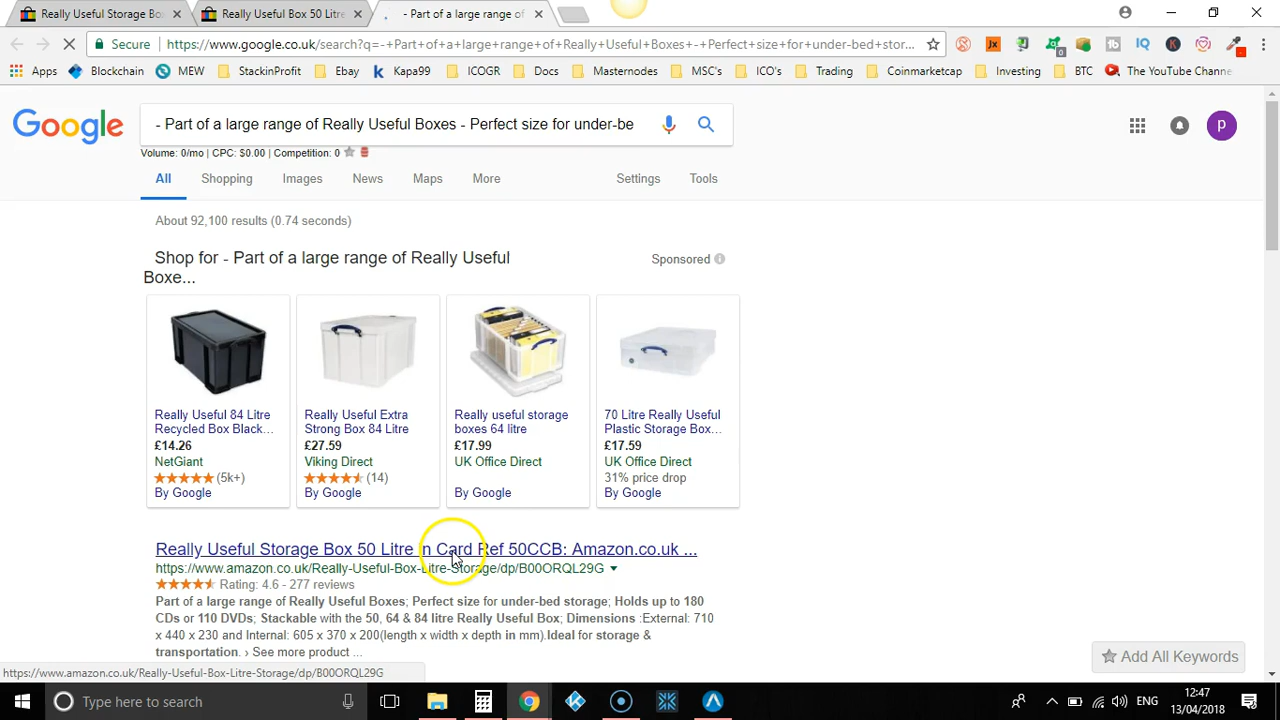 Really Useful Storage Bo
Really Useful Box 50 Litre
- Part of a large range of
Secure
https://www.google.co.uk/search?q=-+Part+of+a+large+range+of+Really+Useful+Boxes+-+Perfect+size+for+under-bed+stor...
Apps
Blockchain
MEW
StackinProfit
Ebay
Kapa99
ICOGR
Docs
Masternodes
MSC's
ICO's
Trading
Coinmarketcap
Investing
BTC
The YouTube Channe
Google
- Part of a large range of Really Useful Boxes - Perfect size for under-be
Volume: 0/mo | CPC: $0.00 | Competition: 0
All
Shopping
Images
News
Maps
More
Settings
Tools
About 92,100 results (0.74 seconds)
Shop for - Part of a large range of Really Useful
Boxe...
Sponsored
Really Useful 84 Litre
Recycled Box Black...
£14.26
NetGiant
(5k+)
By Google
Really Useful Extra
Strong Box 84 Litre
£27.59
Viking Direct
(14)
By Google
Really useful storage
boxes 64 litre
£17.99
UK Office Direct
By Google
70 Litre Really Useful
Plastic Storage Box...
£17.59
UK Office Direct
31% price drop
By Google
Really Useful Storage Box 50 Litre in Card Ref 50CCB: Amazon.co.uk ...
https://www.amazon.co.uk/Really-Useful-Box-Litre-Storage/dp/B00ORQL29G
Rating: 4.6 - 277 reviews
Part of a large range of Really Useful Boxes; Perfect size for under-bed storage; Holds up to 180
CDs or 110 DVDs; Stackable with the 50, 64 & 84 litre Really Useful Box; Dimensions :External: 710
x 440 x 230 and Internal: 605 x 370 x 200(length x width x depth in mm).Ideal for storage &
transportation. › See more product ...
Add All Keywords
https://www.amazon.co.uk/Really-Useful-Box-Litre-Storage/dp/B00ORQL29G
Type here to search
ENG
12:47
13/04/2018